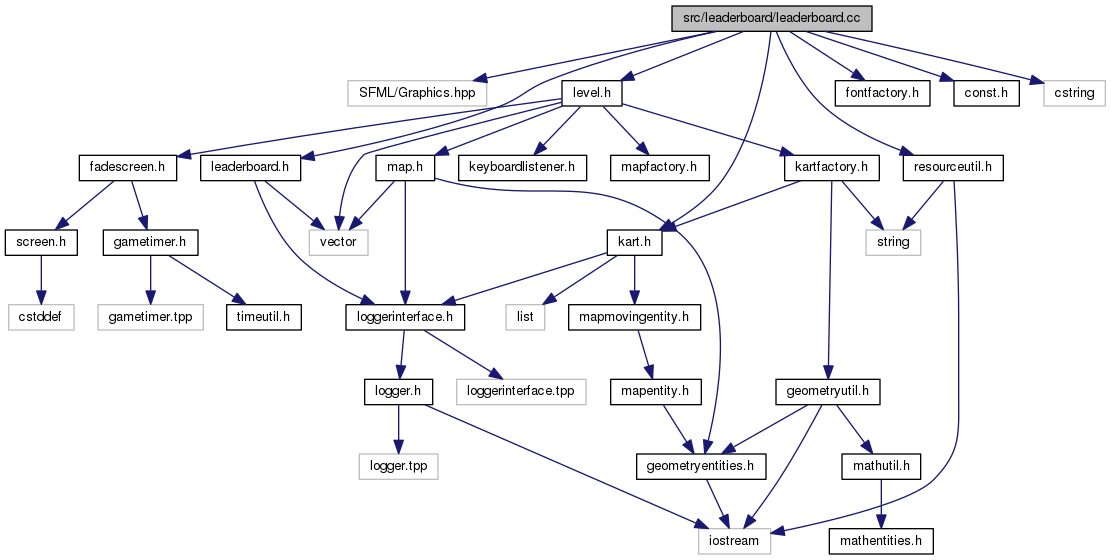 src/leaderboard/leaderboard.cc
SFML/Graphics.hpp
level.h
fontfactory.h
const.h
cstring
fadescreen.h
leaderboard.h
map.h
keyboardlistener.h
mapfactory.h
kartfactory.h
resourceutil.h
screen.h
gametimer.h
vector
kart.h
string
cstddef
gametimer.tpp
timeutil.h
loggerinterface.h
list
mapmovingentity.h
logger.h
loggerinterface.tpp
mapentity.h
geometryutil.h
logger.tpp
geometryentities.h
mathutil.h
iostream
mathentities.h